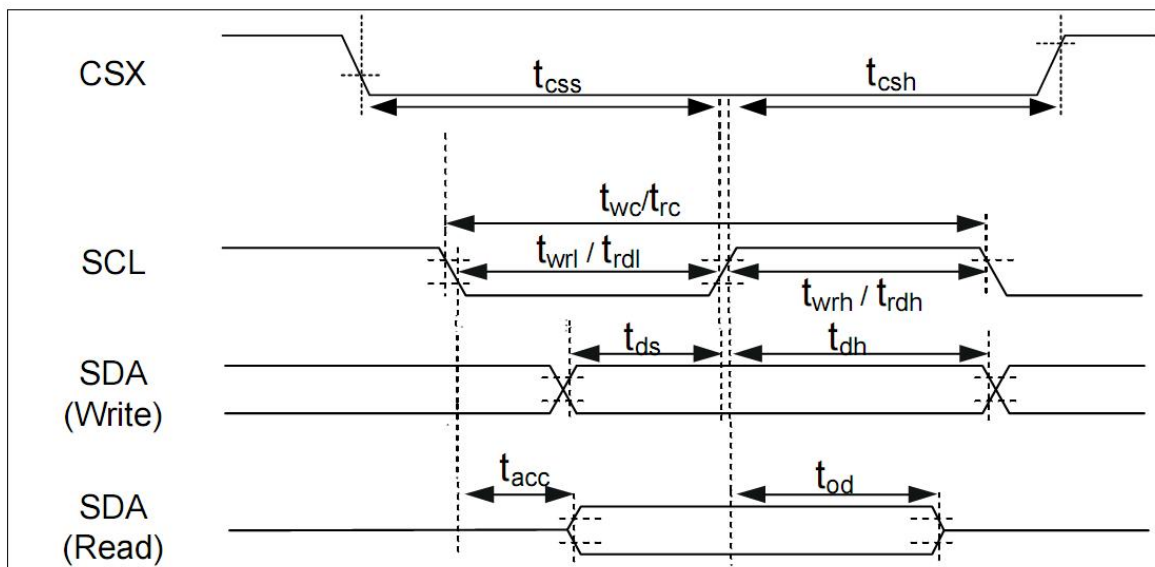 CSX
tcss
tcsh
twc/trc
SCL
twrl / trdl
twrh / trdh
tds
tdh
SDA
(Write)
tacc
tod
SDA
(Read)